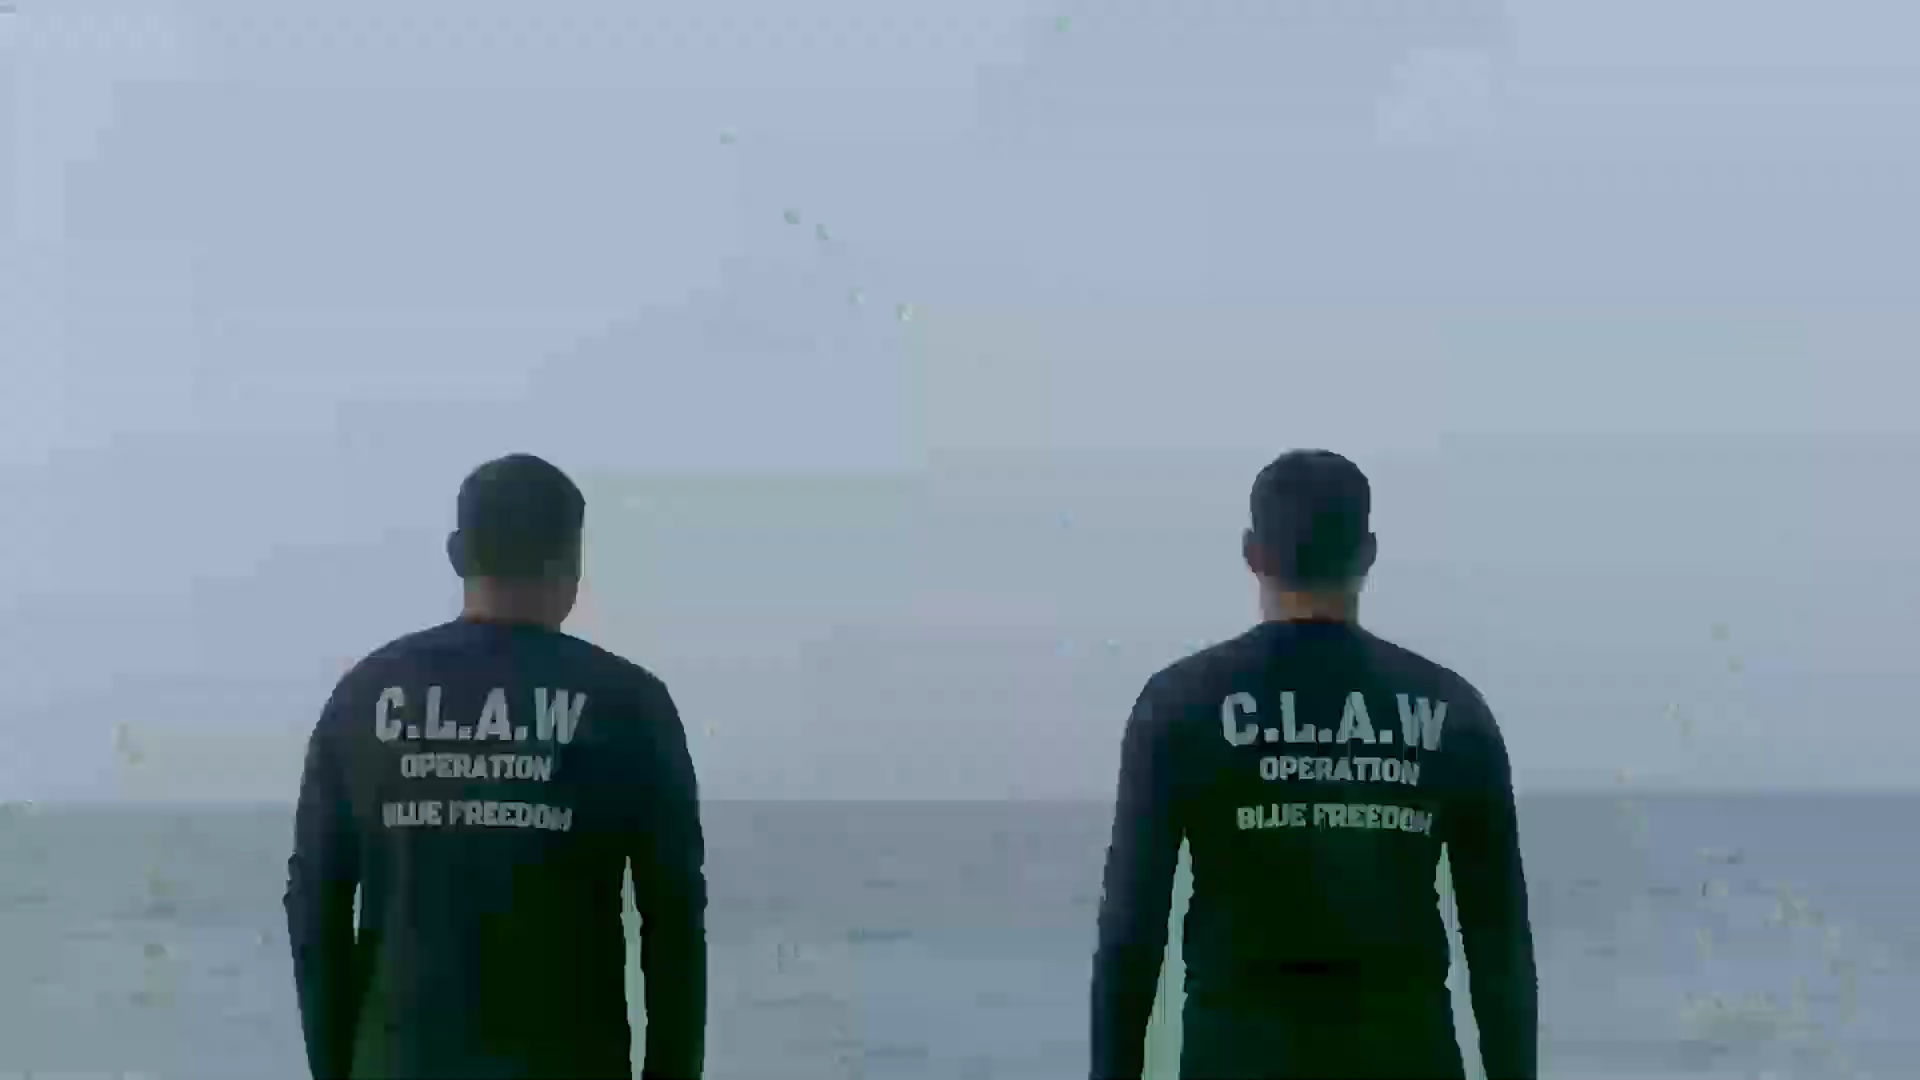 C.L.A.W
OPERATION
BLUE FREEDOM
C.L.A.W
OPERATION
BLUE FREEDOM